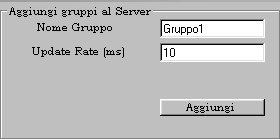 Aggiungi gruppi al Server
Nome Gruppo Gruppo1
Update Rate (ms) 10
Aggiungi